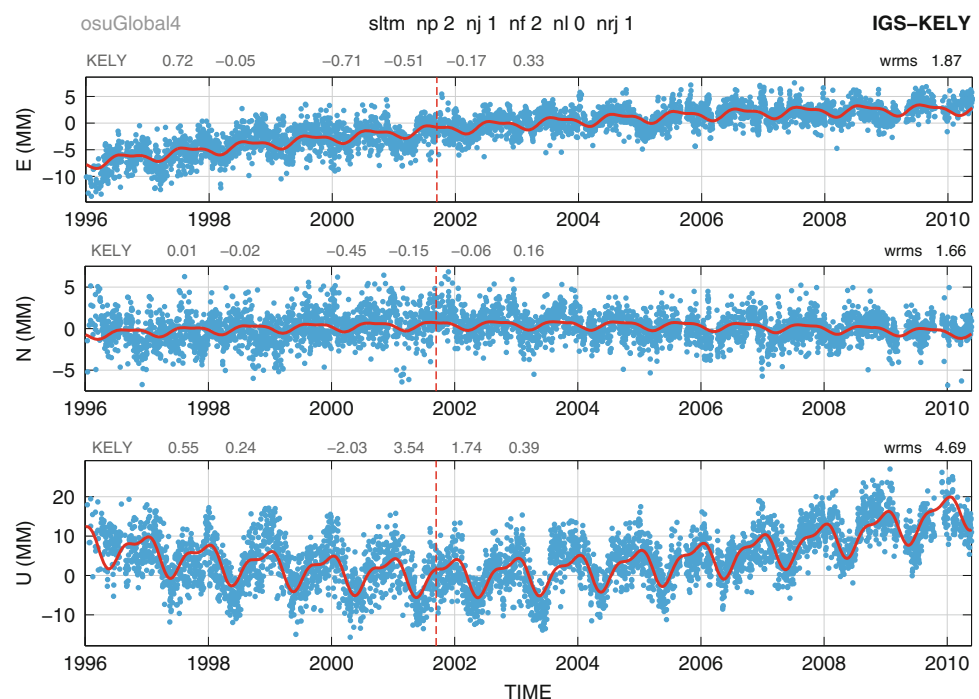 osuGlobal4 sltm np 2 nj 1 nf 2 nl 0 nrj 1 IGS–KELY
KELY 0.72 −0.05 −0.71 −0.51 −0.17 0.33 wrms 1.87
E (MM)
5
0
−5
−10
1996 1998 2000 2002 2004 2006 2008 2010
KELY 0.01 −0.02 −0.45 −0.15 −0.06 0.16 wrms 1.66
N (MM)
5
0
−5
1996 1998 2000 2002 2004 2006 2008 2010
KELY 0.55 0.24 −2.03 3.54 1.74 0.39 wrms 4.69
U (MM)
20
10
0
−10
1996 1998 2000 2002 2004 2006 2008 2010
TIME